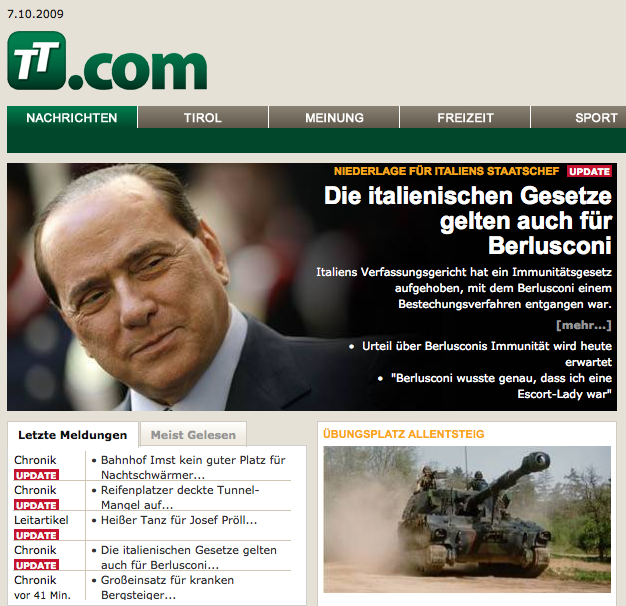 7.10.2009
TT.com
NACHRICHTEN
TIROL
MEINUNG
FREIZEIT
SPORT
NIEDERLAGE FÜR ITALIENS STAATSCHEF UPDATE
Die italienischen Gesetze
gelten auch für
Berlusconi
Italiens Verfassungsgericht hat ein Immunitätsgesetz
aufgehoben, mit dem Berlusconi einem
Bestechungsverfahren entgangen war.
[mehr...]
• Urteil über Berlusconis Immunität wird heute
erwartet
• "Berlusconi wusste genau, dass ich eine
Escort-Lady war"
Letzte Meldungen
Meist Gelesen
Chronik
UPDATE
• Bahnhof Imst kein guter Platz für
Nachtschwärmer...
Chronik
UPDATE
• Reifenplatzer deckte Tunnel-
Mangel auf...
Leitartikel
UPDATE
• Heißer Tanz für Josef Pröll...
Chronik
UPDATE
• Die italienischen Gesetze gelten
auch für Berlusconi...
Chronik
vor 41 Min.
• Großeinsatz für kranken
Bergsteiger...
ÜBUNGSPLATZ ALLENTSTEIG